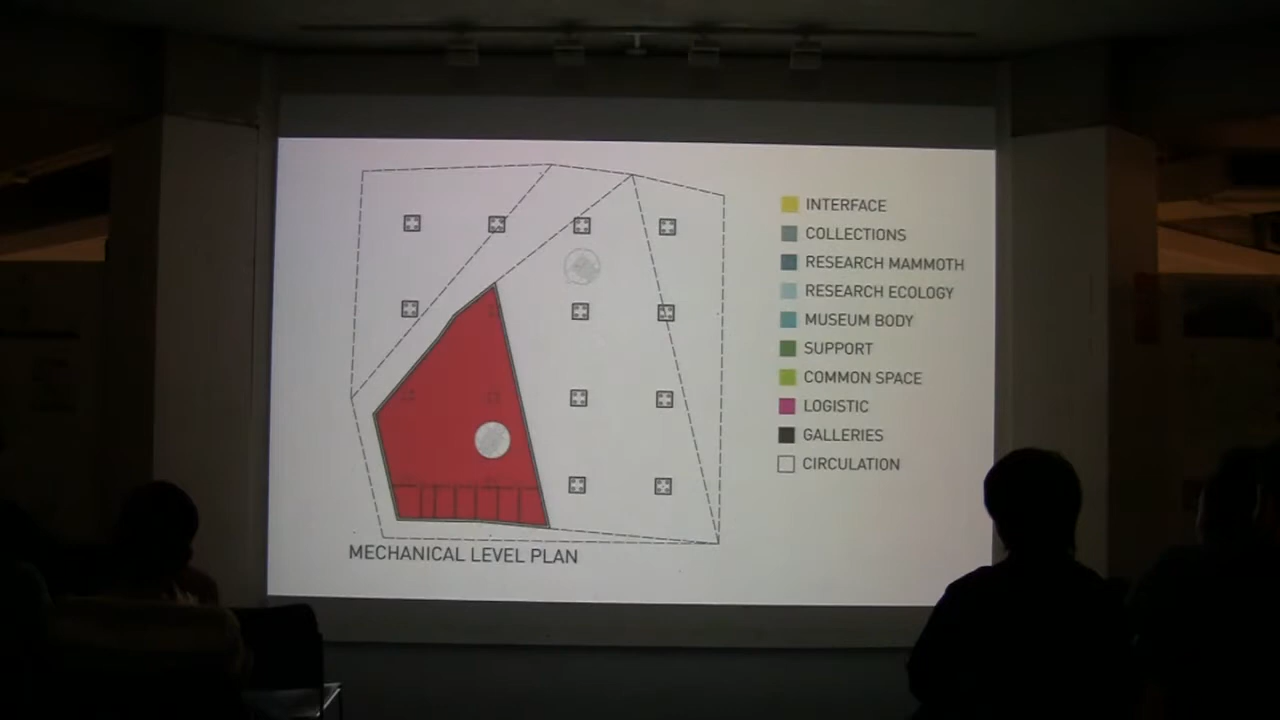 INTERFACE
COLLECTIONS
RESEARCH MAMMOTH
RESEARCH ECOLOGY
MUSEUM BODY
SUPPORT
COMMON SPACE
LOGISTIC
GALLERIES
CIRCULATION
MECHANICAL LEVEL PLAN